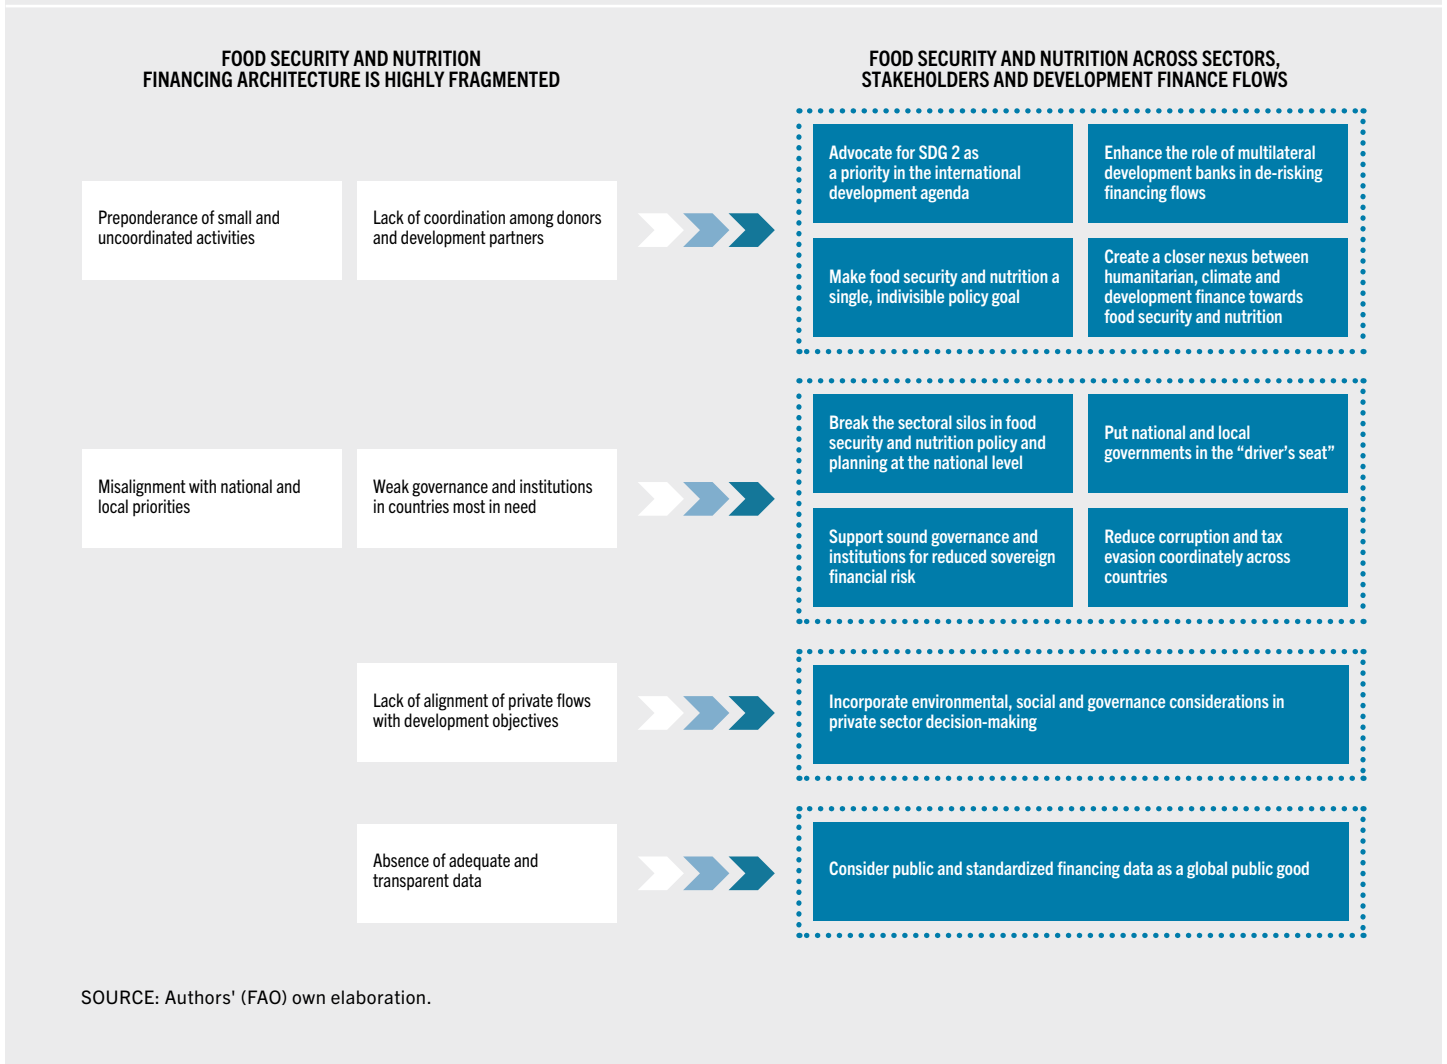 FOOD SECURITY AND NUTRITION
FINANCING ARCHITECTURE IS HIGHLY FRAGMENTED
FOOD SECURITY AND NUTRITION ACROSS SECTORS,
STAKEHOLDERS AND DEVELOPMENT FINANCE FLOWS
Preponderance of small and
uncoordinated activities
Lack of coordination among donors
and development partners
Advocate for SDG 2 as
a priority in the international
development agenda
Enhance the role of multilateral
development banks in de-risking
financing flows
Make food security and nutrition a
single, indivisible policy goal
Create a closer nexus between
humanitarian, climate and
development finance towards
food security and nutrition
Misalignment with national and
local priorities
Weak governance and institutions
in countries most in need
Break the sectoral silos in food
security and nutrition policy and
planning at the national level
Put national and local
governments in the “driver’s seat”
Support sound governance and
institutions for reduced sovereign
financial risk
Reduce corruption and tax
evasion coordinately across
countries
Lack of alignment of private flows
with development objectives
Incorporate environmental, social and governance considerations in
private sector decision-making
Absence of adequate and
transparent data
Consider public and standardized financing data as a global public good
SOURCE: Authors' (FAO) own elaboration.